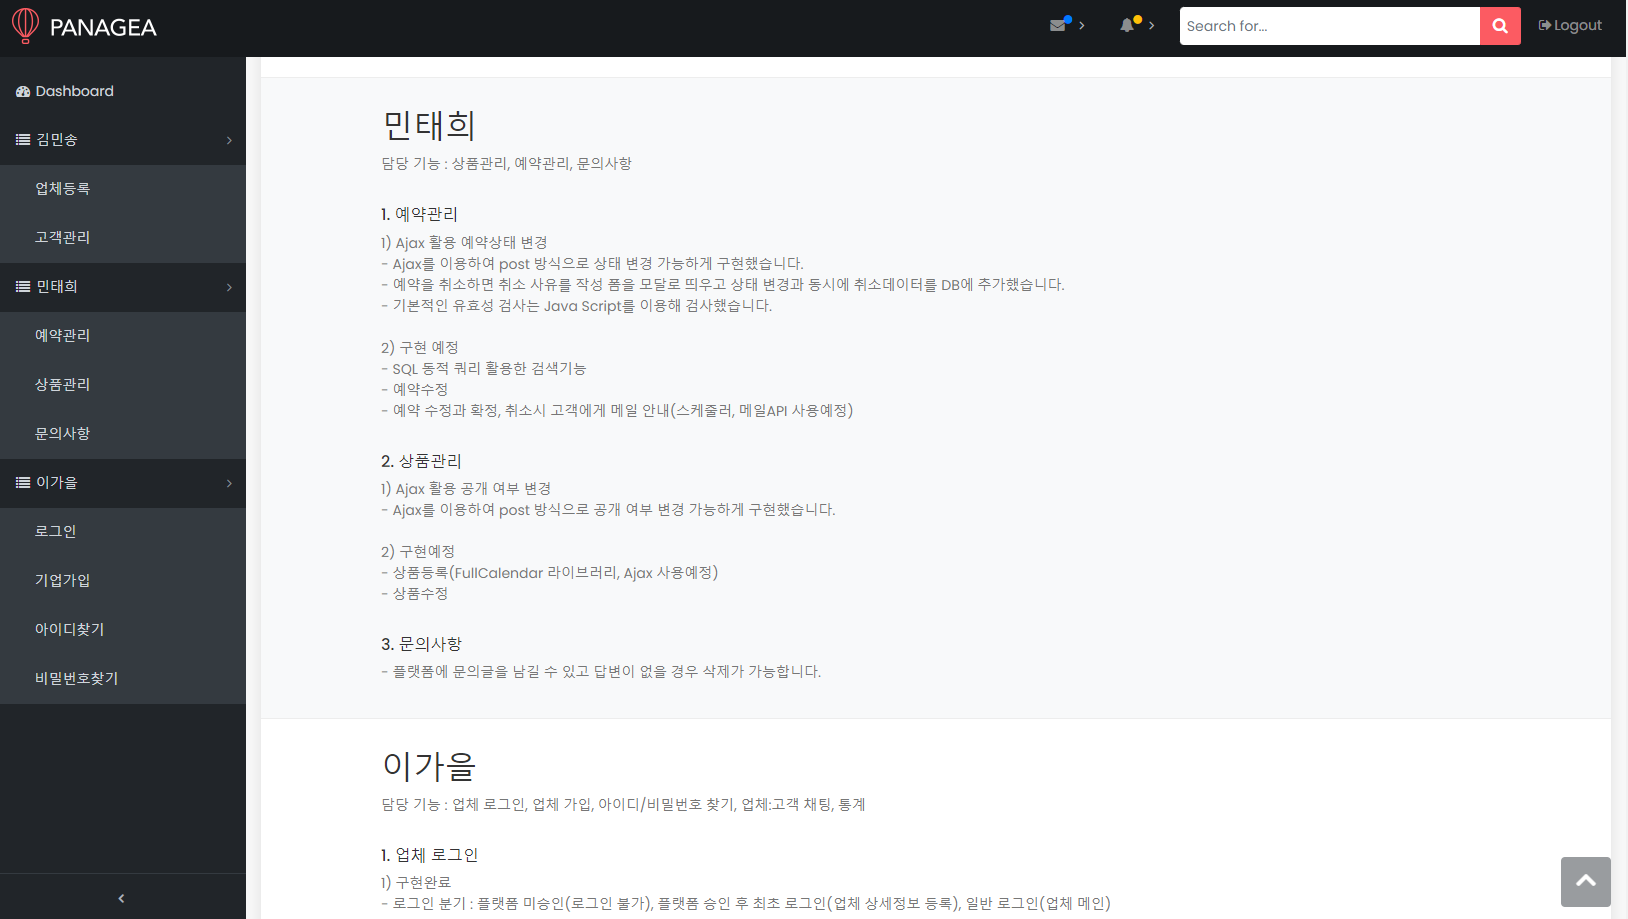 PANAGEA
Search for...
Logout
Dashboard
김민송
업체등록
고객관리
민태희
예약관리
상품관리
문의사항
이가을
로그인
기업가입
아이디찾기
비밀번호찾기
민태희
담당 기능 : 상품관리, 예약관리, 문의사항
1. 예약관리
1) Ajax 활용 예약상태 변경
- Ajax를 이용하여 post 방식으로 상태 변경 가능하게 구현했습니다.
- 예약을 취소하면 취소 사유를 작성 폼을 모달로 띄우고 상태 변경과 동시에 취소데이터를 DB에 추가했습니다.
- 기본적인 유효성 검사는 Java Script를 이용해 검사했습니다.
2) 구현 예정
- SQL 동적 쿼리 활용한 검색기능
- 예약수정
- 예약 수정과 확정, 취소시 고객에게 메일 안내(스케줄러, 메일API 사용예정)
2. 상품관리
1) Ajax 활용 공개 여부 변경
- Ajax를 이용하여 post 방식으로 공개 여부 변경 가능하게 구현했습니다.
2) 구현예정
- 상품등록(FullCalendar 라이브러리, Ajax 사용예정)
- 상품수정
3. 문의사항
- 플랫폼에 문의글을 남길 수 있고 답변이 없을 경우 삭제가 가능합니다.
이가을
담당 기능 : 업체 로그인, 업체 가입, 아이디/비밀번호 찾기, 업체:고객 채팅, 통계
1. 업체 로그인
1) 구현완료
- 로그인 분기 : 플랫폼 미승인(로그인 불가), 플랫폼 승인 후 최초 로그인(업체 상세정보 등록), 일반 로그인(업체 메인)